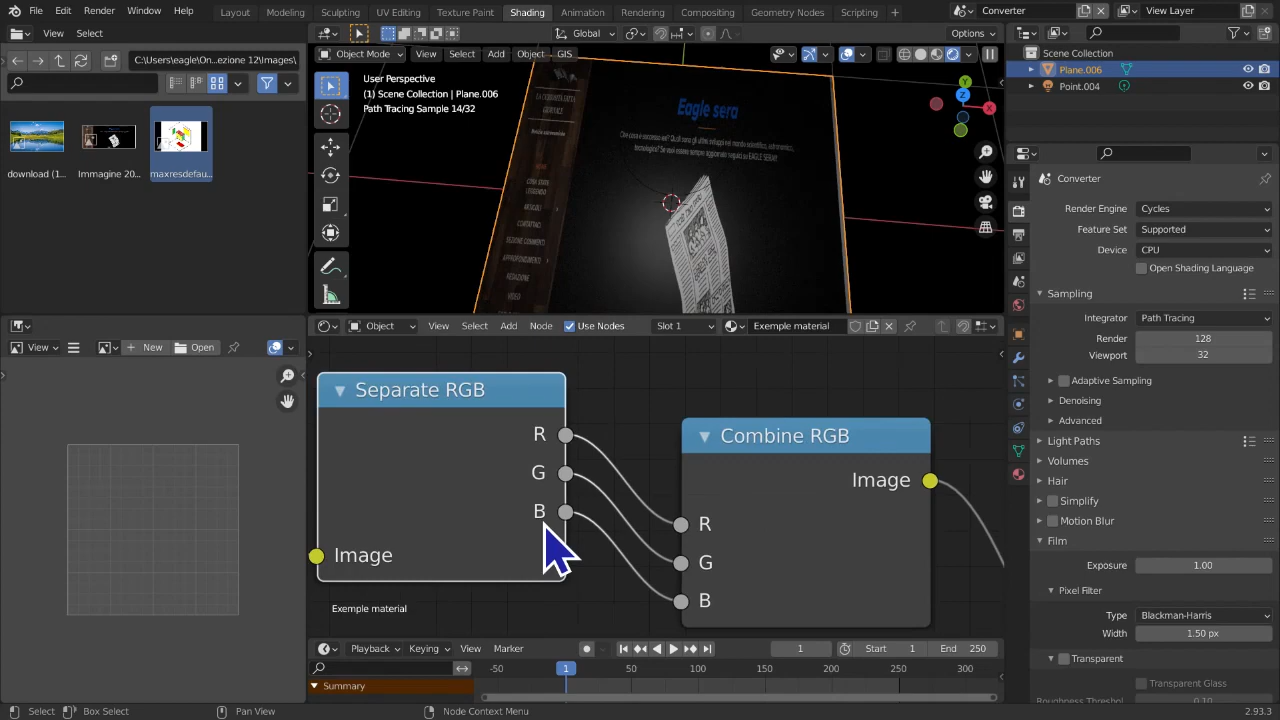 File Edit Render Window Help
Layout Modeling Sculpting UV Editing Texture Paint Shading Animation Rendering Compositing Geometry Nodes Scripting +
Converter
View Layer
View Select
C:\Users\eagle\On... ezione 12\Images\
download (1...
Immagine 20...
maxresdefau...
Global
Options
Object Mode View Select Add Object GIS
User Perspective
(1) Scene Collection | Plane.006
Path Tracing Sample 14/32
Eagle sera
Z
Y
X
Scene Collection
Plane.006
Point.004
Converter
Render Engine Cycles
Feature Set Supported
Device CPU
Open Shading Language
Sampling
Integrator Path Tracing
Render 128
Viewport 32
Adaptive Sampling
Denoising
Advanced
Light Paths
Volumes
Hair
Simplify
Motion Blur
Film
Exposure 1.00
Pixel Filter
Type Blackman-Harris
Width 1.50 px
Transparent
Transparent Glass
Roughness Threshol. 0.10
View + New Open
Object View Select Add Node Use Nodes Slot 1 Exemple material
Separate RGB
R
G
B
Image
Combine RGB
Image
R
G
B
Exemple material
Playback Keying View Marker 1 Start 1 End 250
-50 1 50 100 150 200 250 300
Summary
Select Box Select Pan View Node Context Menu 2.93.3